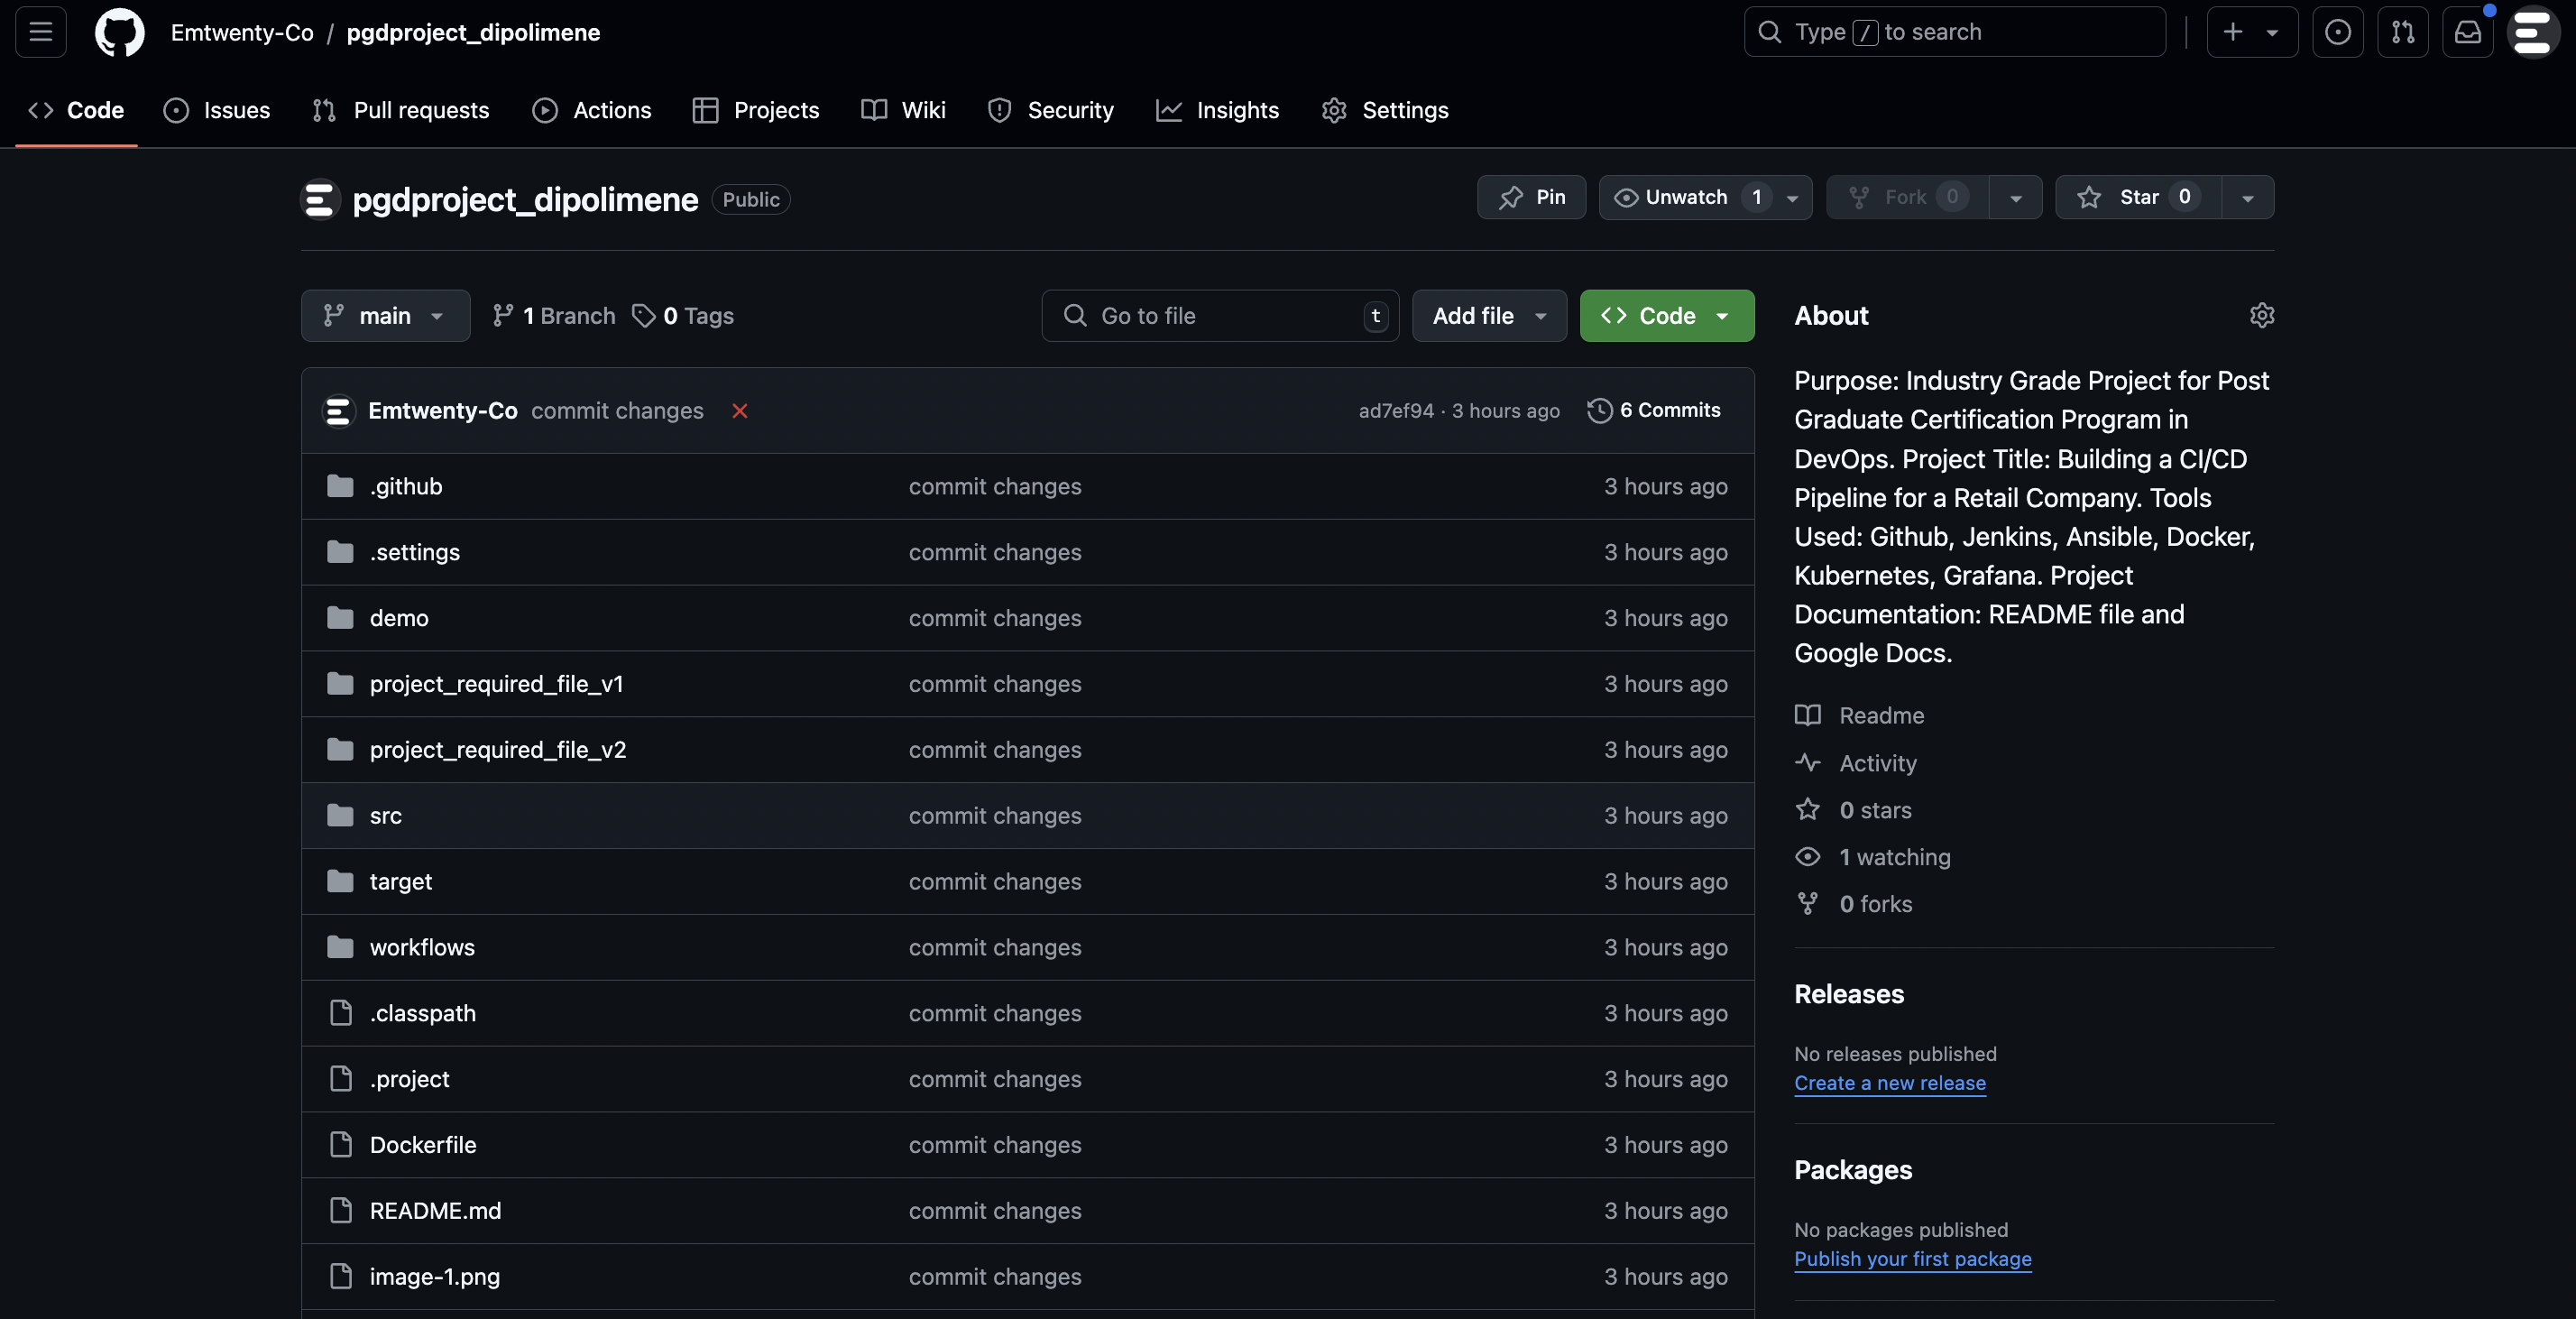 Emtwenty-Co / pgdproject_dipolimene
Type / to search
Code Issues Pull requests Actions Projects Wiki Security Insights Settings
pgdproject_dipolimene Public
Pin Unwatch 1 Fork 0 Star 0
main 1 Branch 0 Tags
Go to file t Add file Code
Emtwenty-Co commit changes ad7ef94 · 3 hours ago 6 Commits
.github commit changes 3 hours ago
.settings commit changes 3 hours ago
demo commit changes 3 hours ago
project_required_file_v1 commit changes 3 hours ago
project_required_file_v2 commit changes 3 hours ago
src commit changes 3 hours ago
target commit changes 3 hours ago
workflows commit changes 3 hours ago
.classpath commit changes 3 hours ago
.project commit changes 3 hours ago
Dockerfile commit changes 3 hours ago
README.md commit changes 3 hours ago
image-1.png commit changes 3 hours ago
About
Purpose: Industry Grade Project for Post
Graduate Certification Program in
DevOps. Project Title: Building a CI/CD
Pipeline for a Retail Company. Tools
Used: Github, Jenkins, Ansible, Docker,
Kubernetes, Grafana. Project
Documentation: README file and
Google Docs.
Readme
Activity
0 stars
1 watching
0 forks
Releases
No releases published
Create a new release
Packages
No packages published
Publish your first package